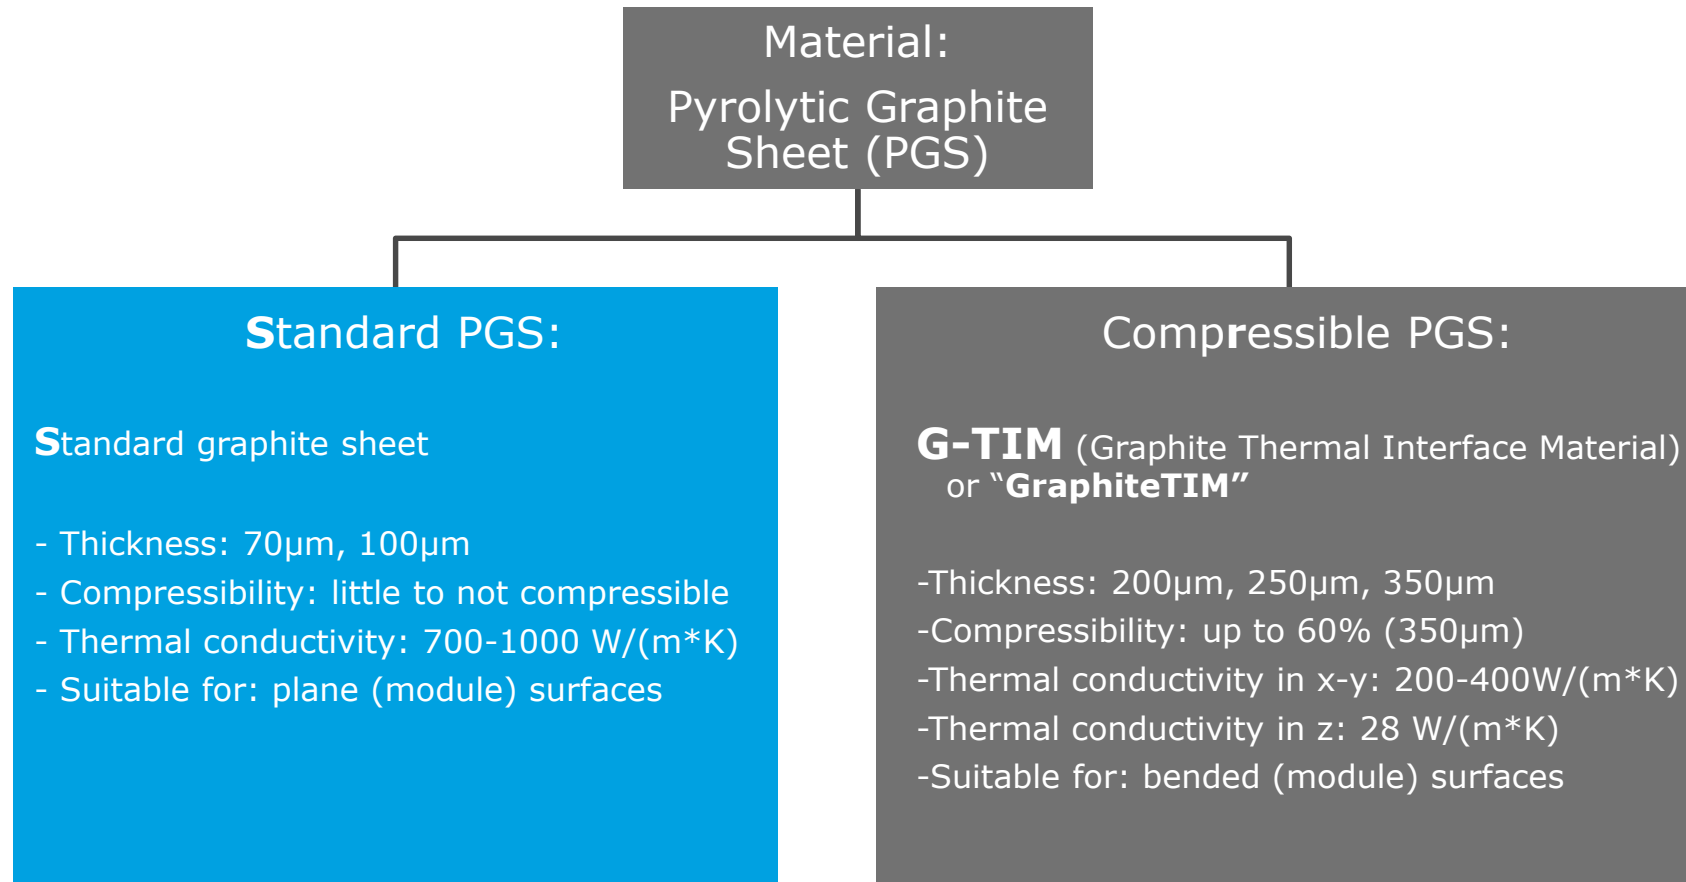 Material:
Pyrolytic Graphite
Sheet (PGS)
Standard PGS:
Standard graphite sheet
- Thickness: 70µm, 100µm
- Compressibility: little to not compressible
- Thermal conductivity: 700-1000 W/(m*K)
- Suitable for: plane (module) surfaces
Compressible PGS:
G-TIM (Graphite Thermal Interface Material)
or “GraphiteTIM”
-Thickness: 200µm, 250µm, 350µm
-Compressibility: up to 60% (350µm)
-Thermal conductivity in x-y: 200-400W/(m*K)
-Thermal conductivity in z: 28 W/(m*K)
-Suitable for: bended (module) surfaces